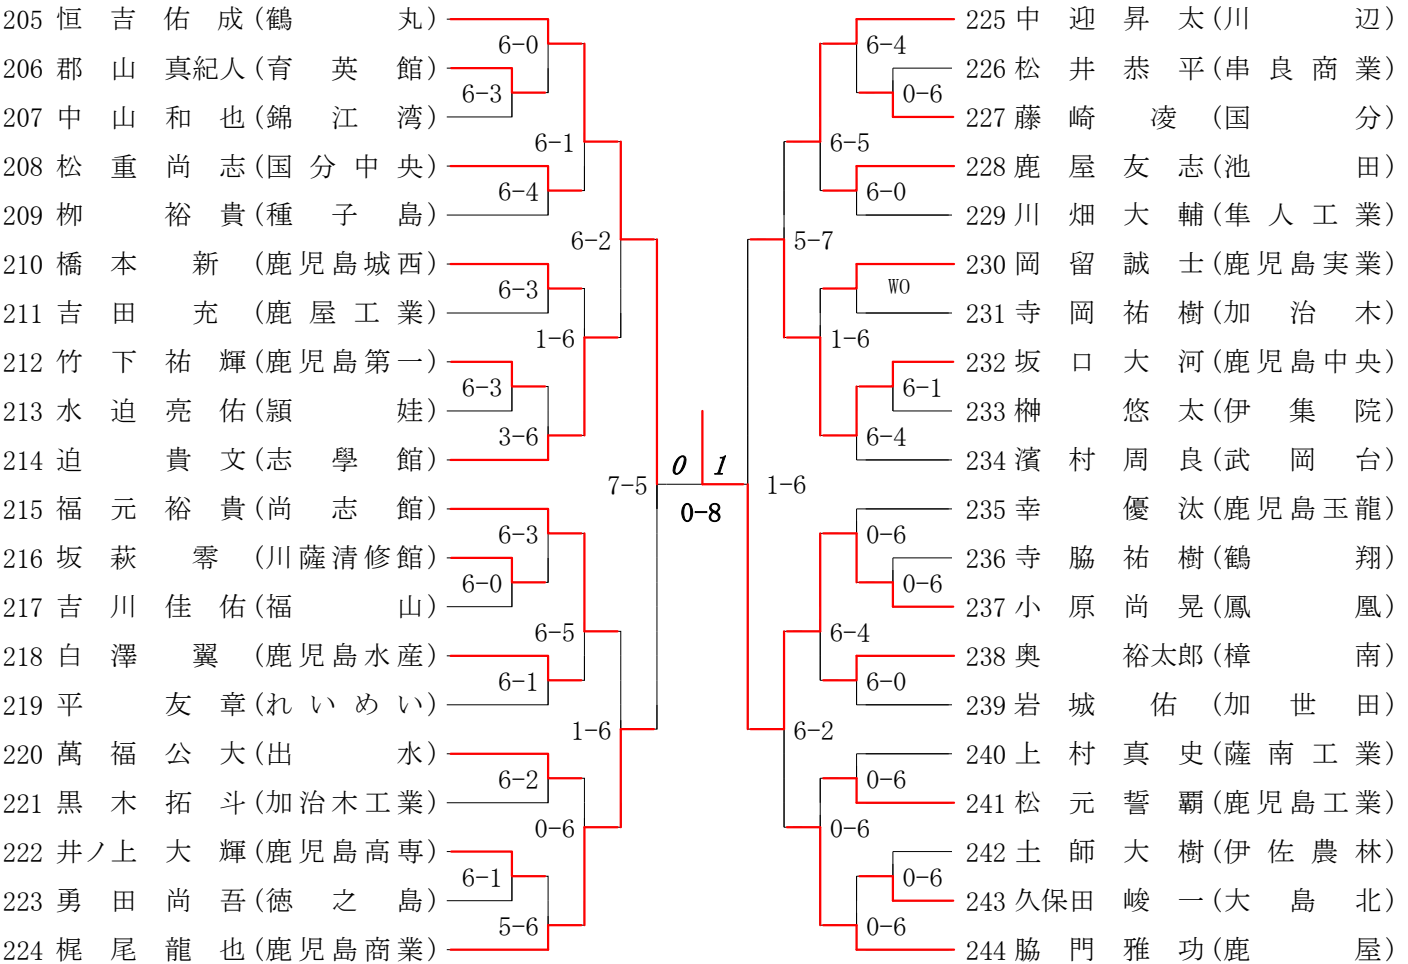 205 恒吉佑成(鶴丸)
206 郡山真紀人(育英館)
207 中山和也(錦江湾)
208 松重尚志(国分中央)
209 栁裕貴(種子島)
210 橋本新(鹿児島城西)
211 吉田充(鹿屋工業)
212 竹下祐輝(鹿児島第一)
213 水迫亮佑(頴娃)
214 迫貴文(志學館)
215 福元裕貴(尚志館)
216 坂萩零(川薩清修館)
217 吉川佳佑(福山)
218 白澤翼(鹿児島水産)
219 平友章(れいめい)
220 萬福公大(出水)
221 黒木拓斗(加治木工業)
222 井ノ上大輝(鹿児島高専)
223 勇田尚吾(徳之島)
224 梶尾龍也(鹿児島商業)
6-0
6-3
6-1
6-4
6-2
6-3
1-6
6-3
3-6
7-5
6-3
6-0
6-5
6-1
1-6
6-2
0-6
6-1
5-6
0 1
0-8
6-4
0-6
6-5
6-0
5-7
WO
1-6
6-1
6-4
1-6
0-6
0-6
6-4
6-0
6-2
0-6
0-6
0-6
0-6
225 中迎昇太(川辺)
226 松井恭平(串良商業)
227 藤崎凌(国分)
228 鹿屋友志(池田)
229 川畑大輔(隼人工業)
230 岡留誠士(鹿児島実業)
231 寺岡祐樹(加治木)
232 坂口大河(鹿児島中央)
233 榊悠太(伊集院)
234 濱村周良(武岡台)
235 幸優汰(鹿児島玉龍)
236 寺脇祐樹(鶴翔)
237 小原尚晃(鳳凰)
238 奥裕太郎(樟南)
239 岩城佑(加世田)
240 上村真史(薩南工業)
241 松元誓覇(鹿児島工業)
242 土師大樹(伊佐農林)
243 久保田峻一(大島北)
244 脇門雅功(鹿屋)